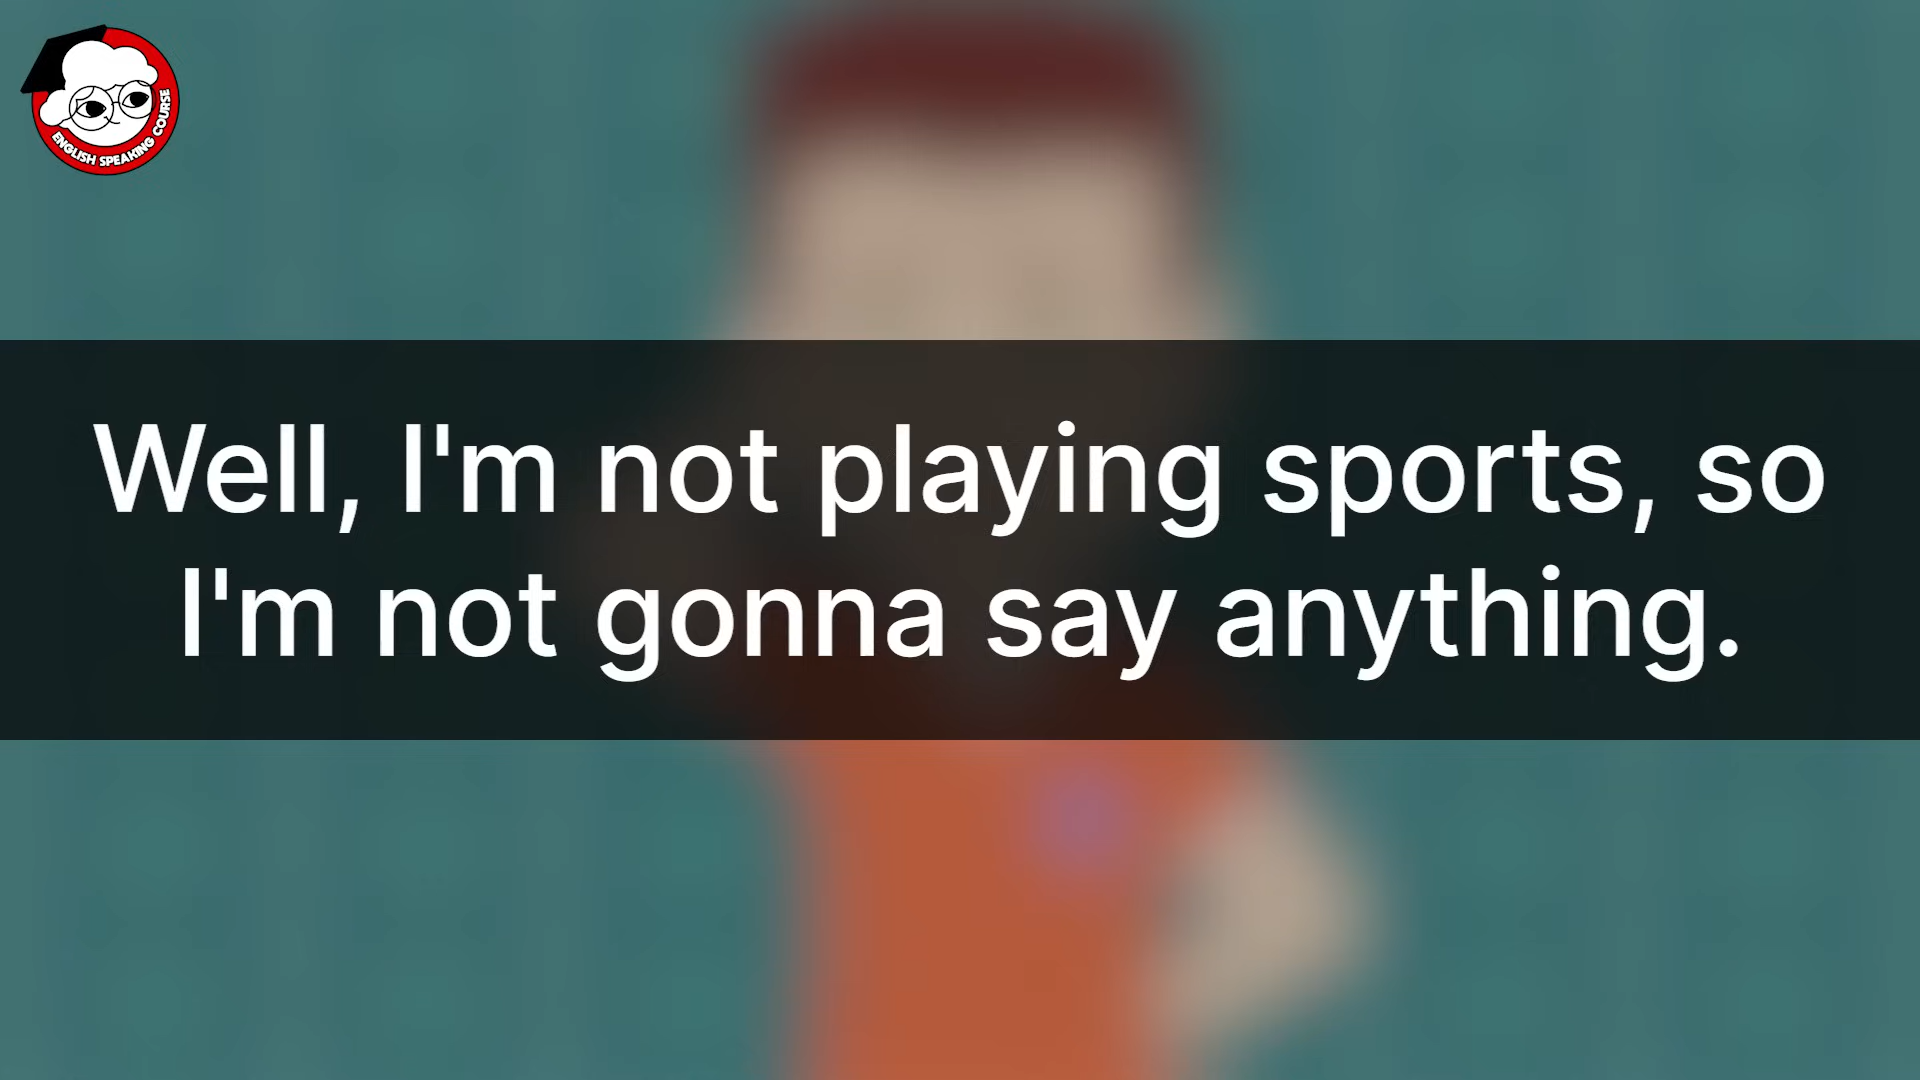 ENGLISH SPEAKING COURSE
Well, I'm not playing sports, so
I'm not gonna say anything.